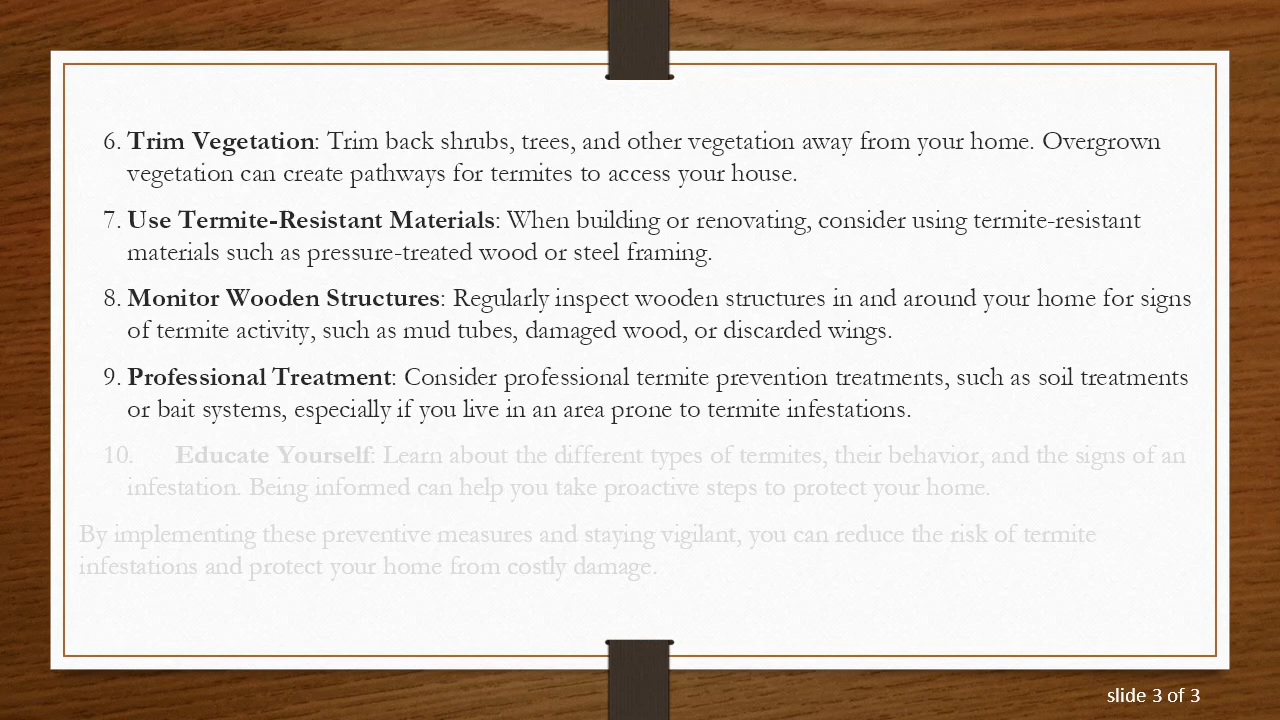 6. Trim Vegetation: Trim back shrubs, trees, and other vegetation away from your home. Overgrown
vegetation can create pathways for termites to access your house.
7. Use Termite-Resistant Materials: When building or renovating, consider using termite-resistant
materials such as pressure-treated wood or steel framing.
8. Monitor Wooden Structures: Regularly inspect wooden structures in and around your home for signs
of termite activity, such as mud tubes, damaged wood, or discarded wings.
9. Professional Treatment: Consider professional termite prevention treatments, such as soil treatments
or bait systems, especially if you live in an area prone to termite infestations.
10. Educate Yourself: Learn about the different types of termites, their behavior, and the signs of an
infestation. Being informed can help you take proactive steps to protect your home.
By implementing these preventive measures and staying vigilant, you can reduce the risk of termite
infestations and protect your home from costly damage.
slide 3 of 3